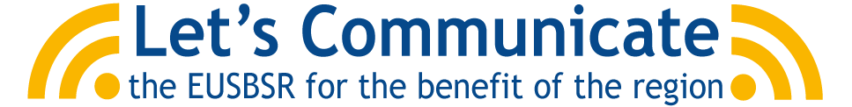 Let's Communicate
the EUSBSR for the benefit of the region